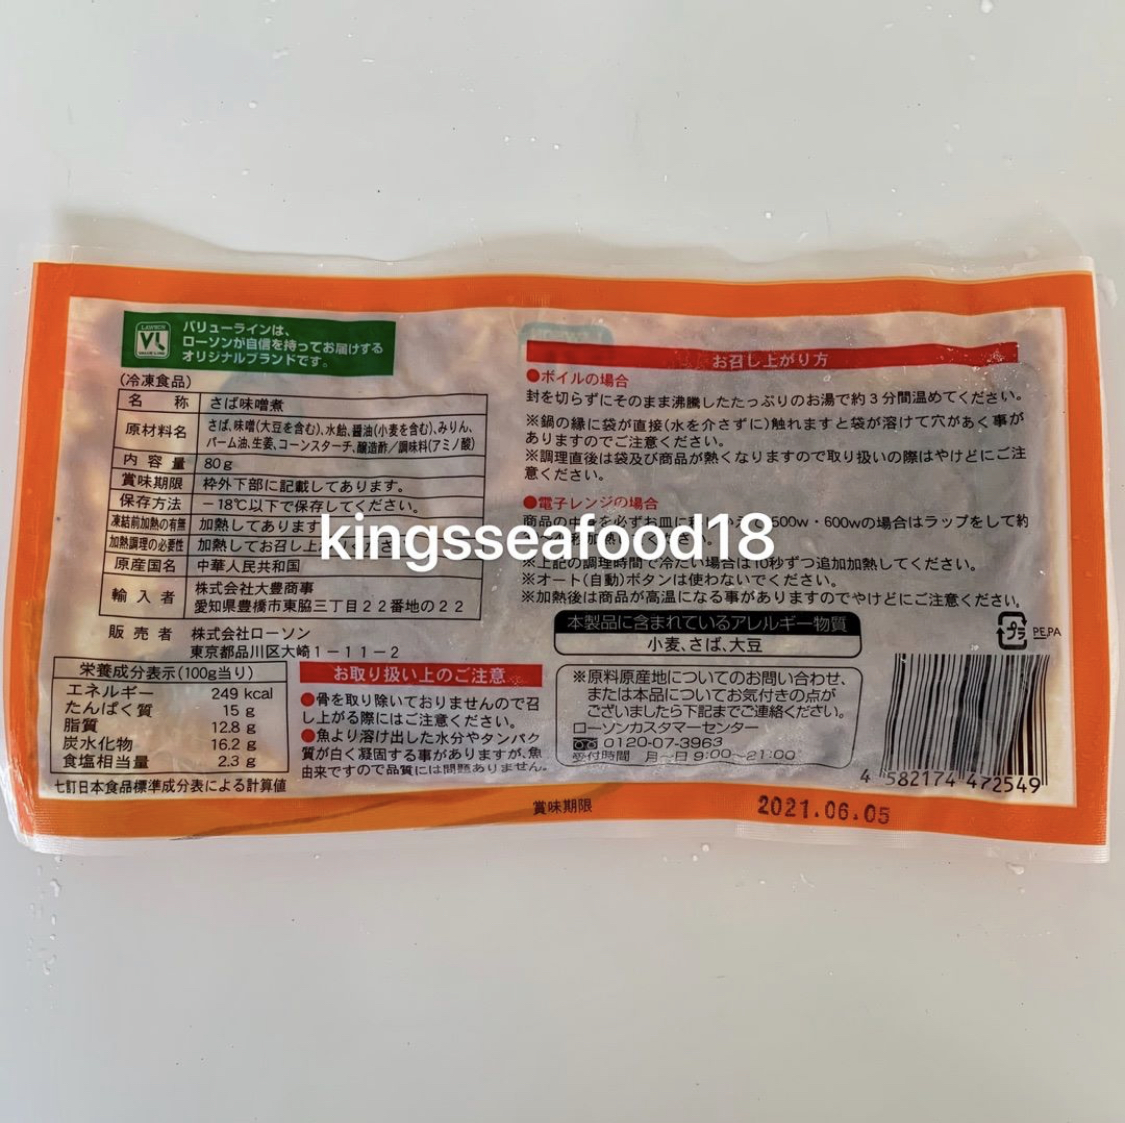 LAWSON
VL
VALUE LINE
バリューラインは、
ローソンが自信を持ってお届けする
オリジナルブランドです。
(冷凍食品)
名 称 さば味噌煮
原材料名 さば、味噌(大豆を含む)、水飴、醤油(小麦を含む)、みりん、
パーム油、生姜、コーンスターチ、醸造酢／調味料(アミノ酸)
内容量 80g
賞味期限 枠外下部に記載してあります。
保存方法 －18℃以下で保存してください。
凍結前加熱の有無 加熱してあります
加熱調理の必要性 加熱してお召し上 さ
原産国名 中華人民共和国
輸入者 株式会社大豊商事
愛知県豊橋市東脇三丁目22番地の22
販売者 株式会社ローソン
東京都品川区大崎1－11－2
栄養成分表示(100g当り)
エネルギー 249 kcal
たんぱく質 15 g
脂質 12.8 g
炭水化物 16.2 g
食塩相当量 2.3 g
七訂日本食品標準成分表による計算値
お取り扱い上のご注意
●骨を取り除いておりませんので召
し上がる際にはご注意ください。
●魚より溶け出した水分やタンパク
質が白く凝固する事がありますが、魚
由来ですので品質には問題ありません。
お召し上がり方
●ボイルの場合
封を切らずにそのまま沸騰したたっぷりのお湯で約3分間温めてください。
※鍋の縁に袋が直接(水を介さずに)触れますと袋が溶けて穴があく事が
ありますのでご注意ください。
※調理直後は袋及び商品が熱くなりますので取り扱いの際はやけどにご注
意ください。
●電子レンジの場合
商品の中身を必ずお皿に 500w・600wの場合はラップをして約
※上記の調理時間で冷たい場合は10秒ずつ追加加熱してください。
※オート(自動)ボタンは使わないでください。
※加熱後は商品が高温になる事がありますのでやけどにご注意ください。
kingsseafood18
本製品に含まれているアレルギー物質
小麦、さば、大豆
プラ PE,PA
※原料原産地についてのお問い合わせ、
または本品についてお気付きの点が
ございましたら下記までご連絡ください。
ローソンカスタマーセンター
0120-07-3963
受付時間 月～日 9:00～21:00
4 582174 472549
賞味期限 2021.06.05